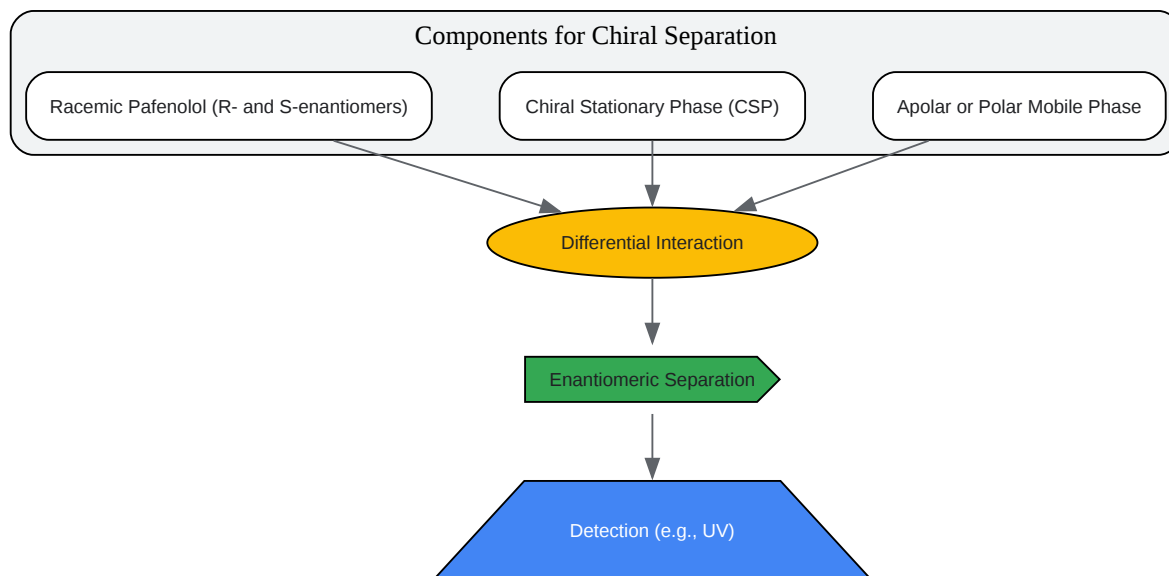 Components for Chiral Separation
Racemic Pafenolol (R- and S-enantiomers)
Chiral Stationary Phase (CSP)
Apolar or Polar Mobile Phase
Differential Interaction
Enantiomeric Separation
Detection (e.g., UV)